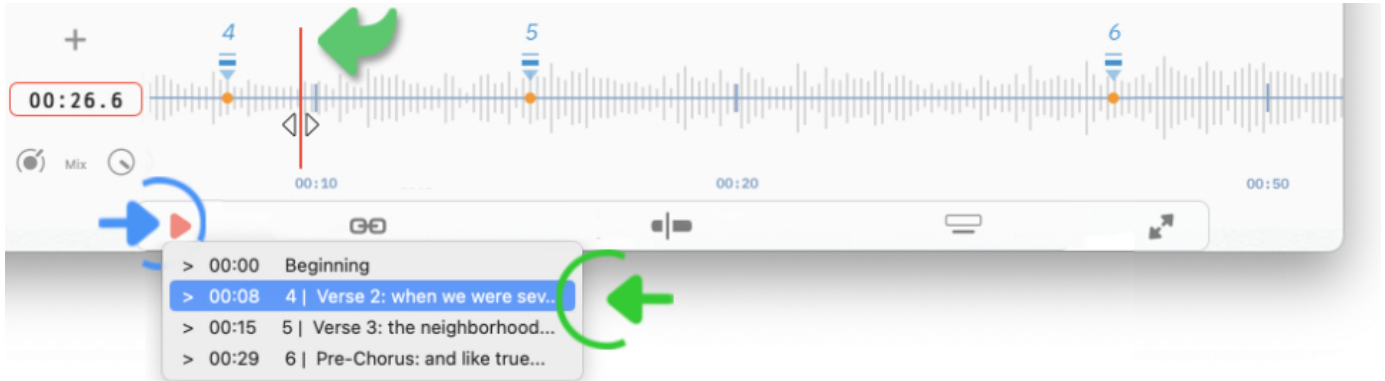 4 5 6
00:26.6
Mix
00:10 00:20 00:50
> 00:00 Beginning
> 00:08 4 | Verse 2: when we were sev...
> 00:15 5 | Verse 3: the neighborhood...
> 00:29 6 | Pre-Chorus: and like true...